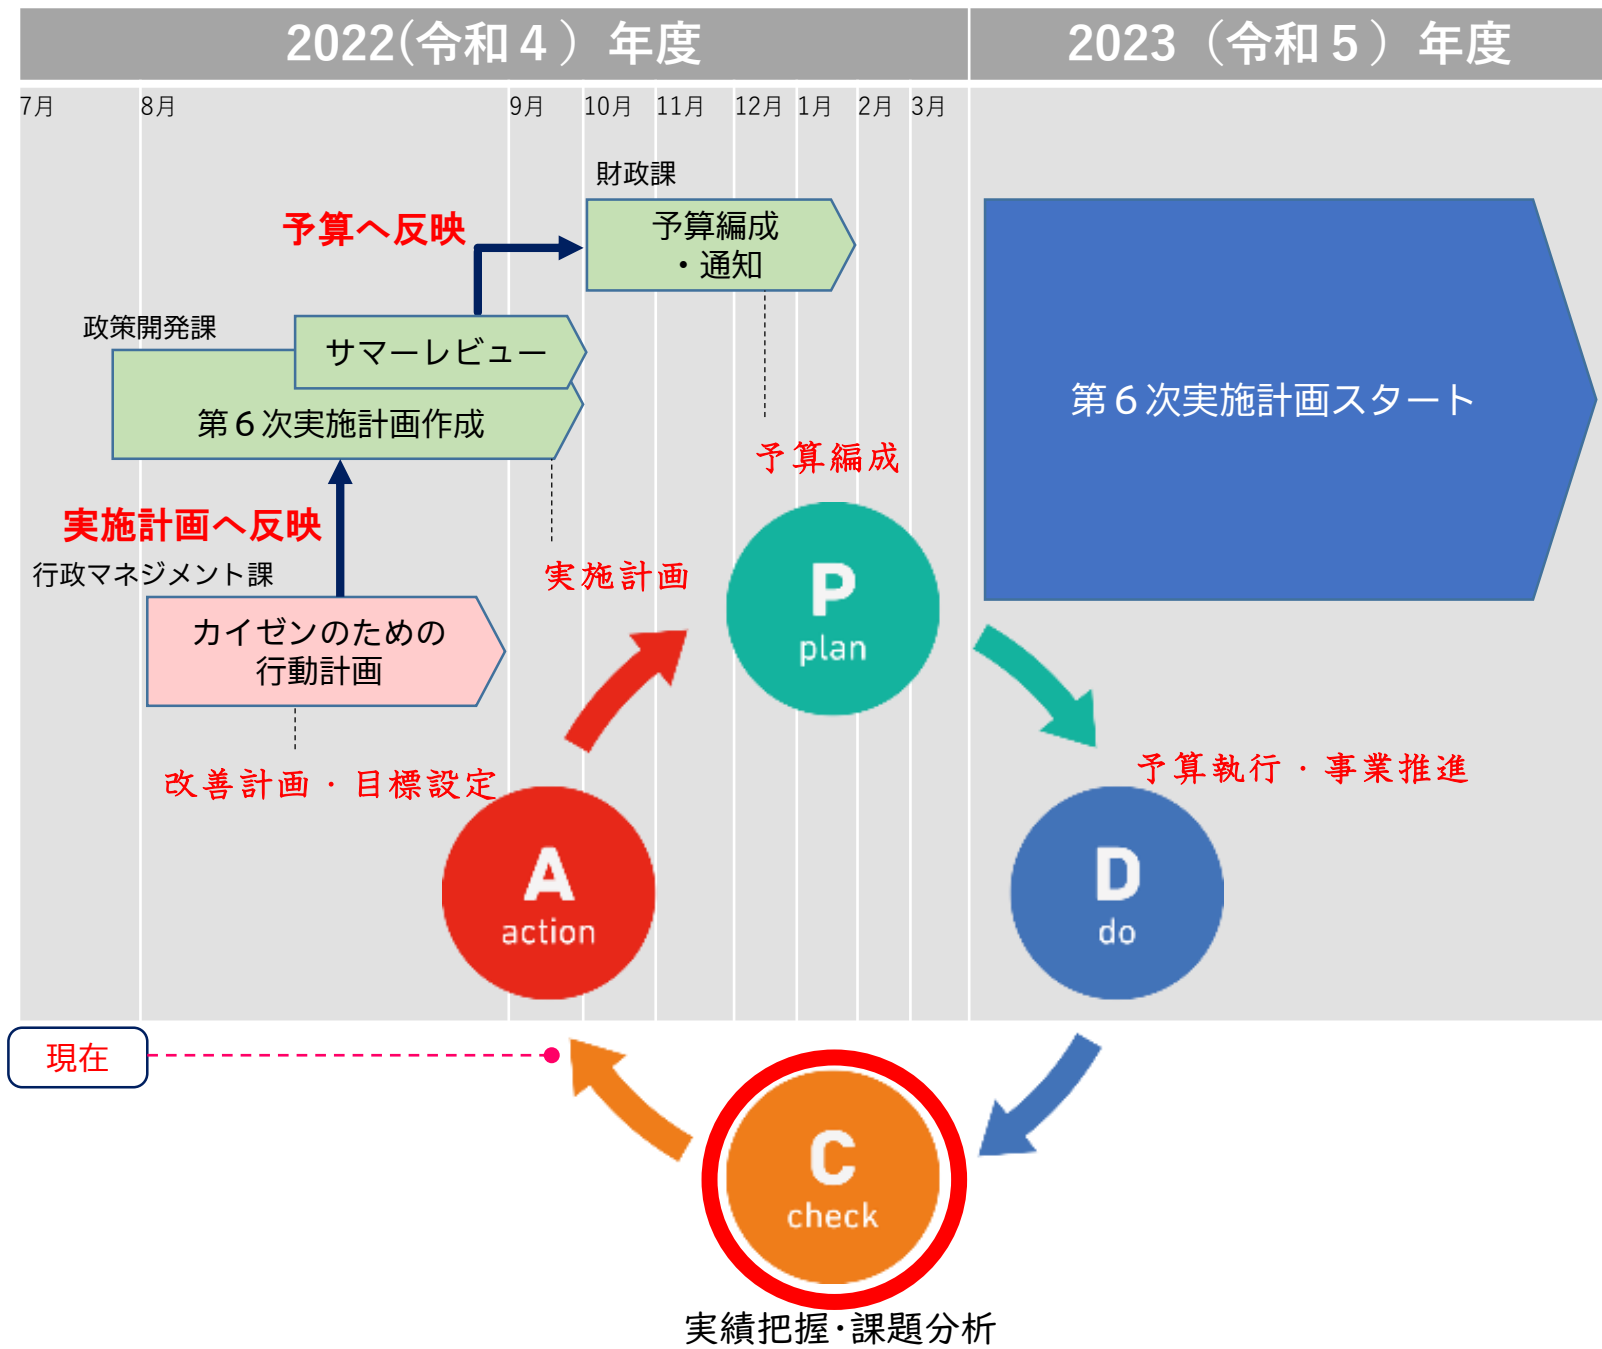 2022(令和４）年度
2023（令和５）年度
7月
8月
9月
10月
11月
12月
1月
2月
3月
財政課
予算編成
・通知
予算へ反映
政策開発課
サマーレビュー
第６次実施計画作成
第６次実施計画スタート
予算編成
実施計画へ反映
行政マネジメント課
実施計画
カイゼンのための
行動計画
P
plan
改善計画・目標設定
予算執行・事業推進
A
action
D
do
現在
C
check
実績把握･課題分析